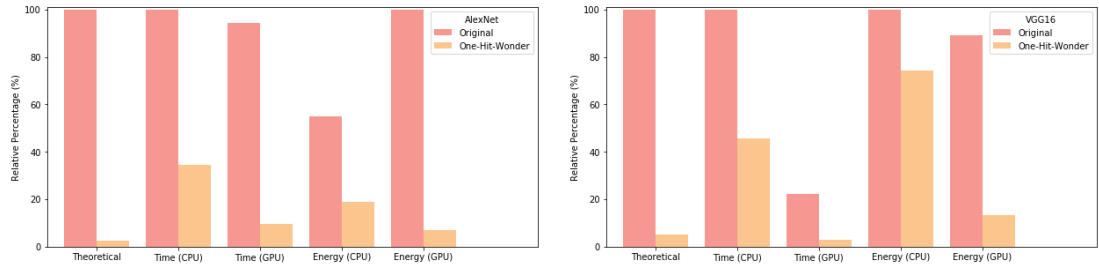 100
80
60
40
20
0
Relative Percentage (%)
AlexNet
Original
One-Hit-Wonder
Theoretical Time (CPU) Time (GPU) Energy (CPU) Energy (GPU)
100
80
60
40
20
0
Relative Percentage (%)
VGG16
Original
One-Hit-Wonder
Theoretical Time (CPU) Time (GPU) Energy (CPU) Energy (GPU)